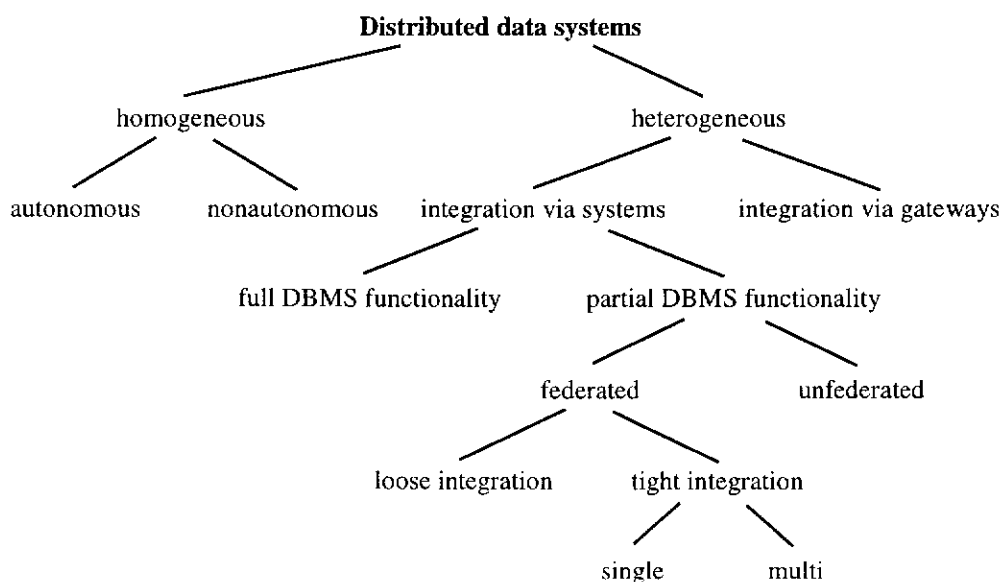 Distributed data systems
homogeneous heterogeneous
autonomous nonautonomous integration via systems integration via gateways
full DBMS functionality partial DBMS functionality
federated unfederated
loose integration tight integration
single multi